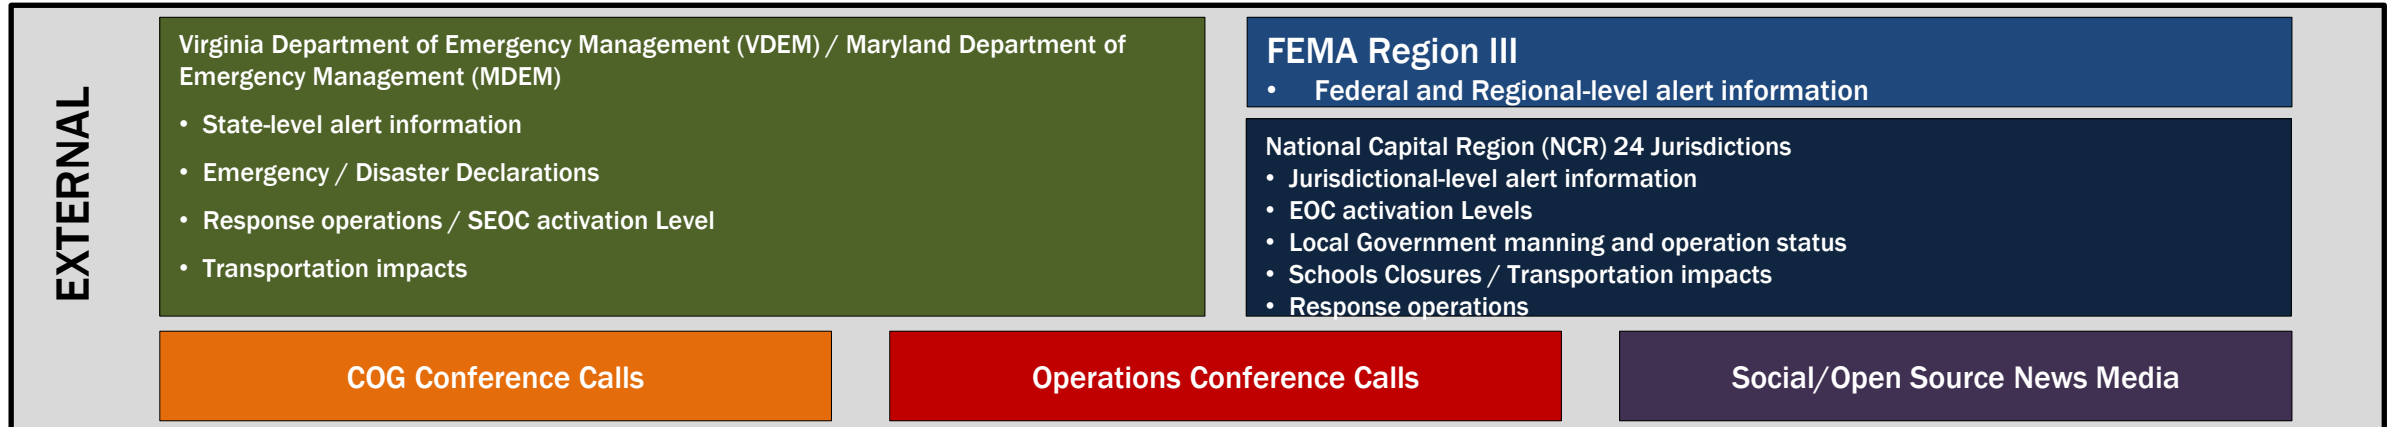 EXTERNAL
Virginia Department of Emergency Management (VDEM) / Maryland Department of
Emergency Management (MDEM)
• State-level alert information
• Emergency / Disaster Declarations
• Response operations / SEOC activation Level
• Transportation impacts
FEMA Region III
• Federal and Regional-level alert information
National Capital Region (NCR) 24 Jurisdictions
• Jurisdictional-level alert information
• EOC activation Levels
• Local Government manning and operation status
• Schools Closures / Transportation impacts
• Response operations
COG Conference Calls
Operations Conference Calls
Social/Open Source News Media